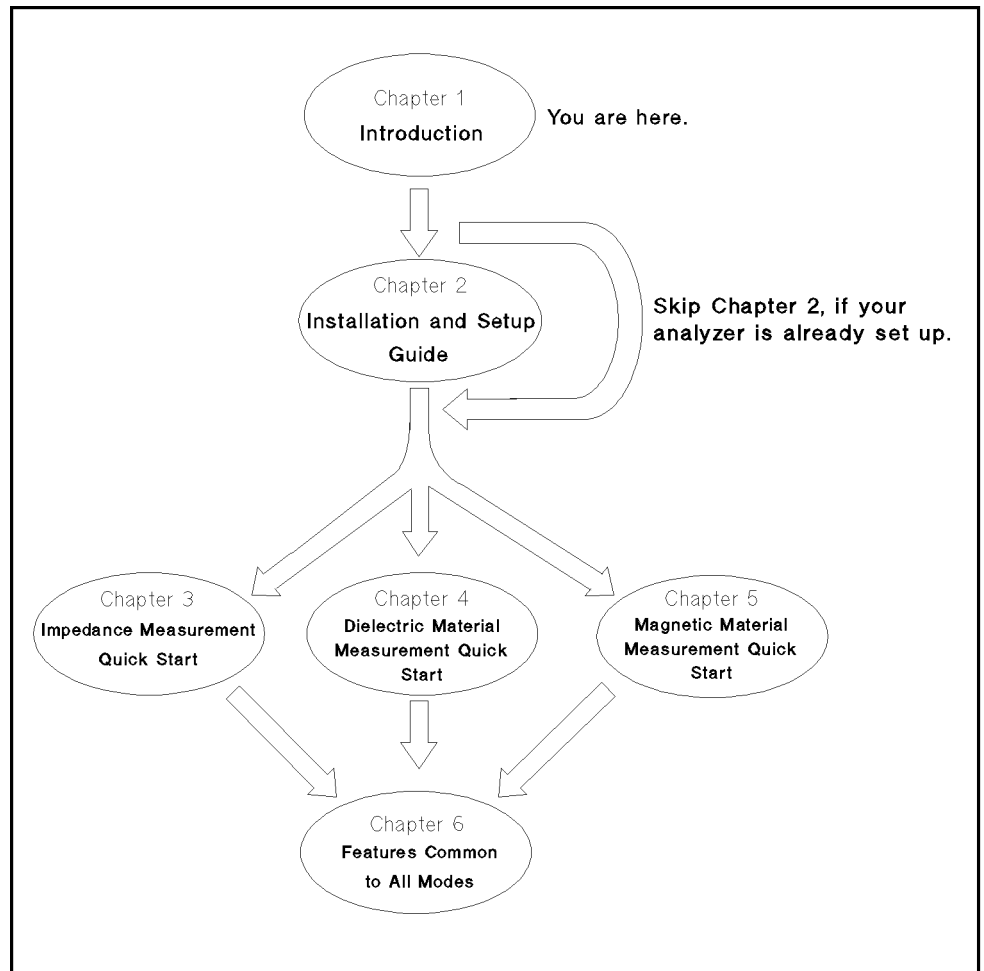 Chapter 1
Introduction
You are here.
Chapter 2
Installation and Setup
Guide
Skip Chapter 2, if your
analyzer is already set up.
Chapter 3
Impedance Measurement
Quick Start
Chapter 4
Dielectric Material
Measurement Quick
Start
Chapter 5
Magnetic Material
Measurement Quick
Start
Chapter 6
Features Common
to All Modes